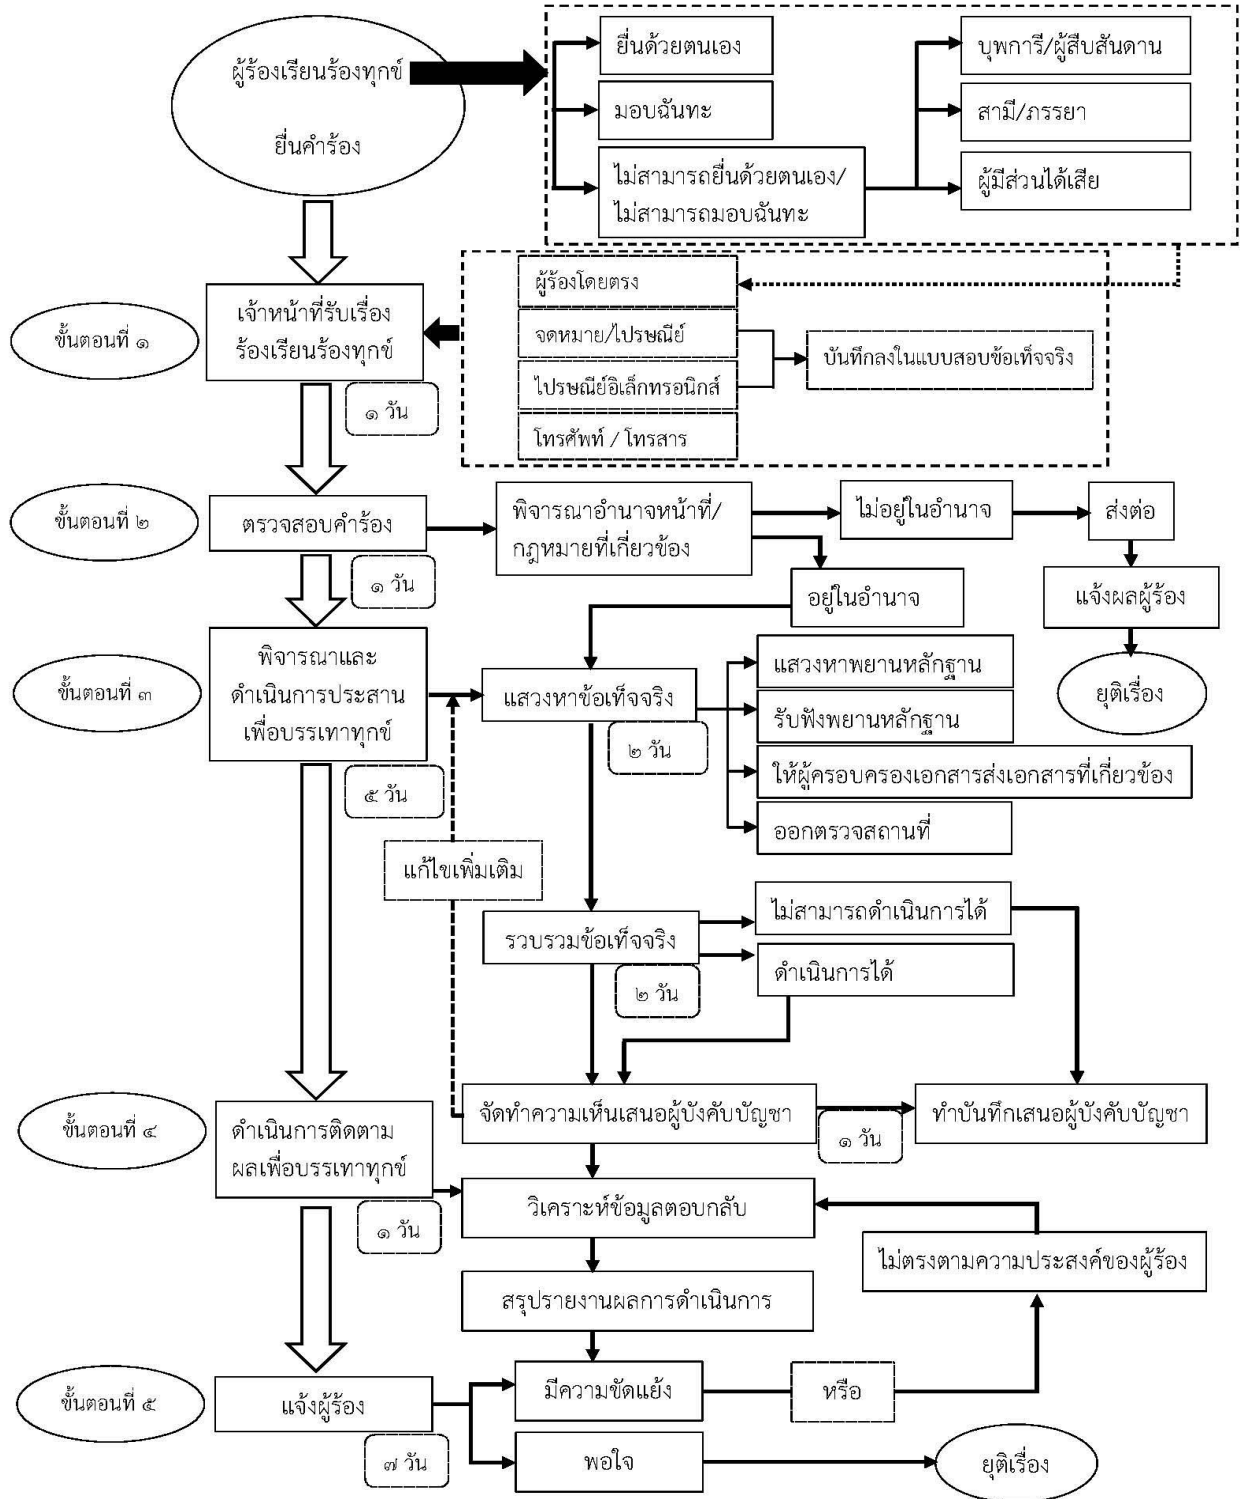 ผู้ร้องเรียนร้องทุกข์
ยื่นคำร้อง
ยื่นด้วยตนเอง
มอบฉันทะ
ไม่สามารถยื่นด้วยตนเอง/
ไม่สามารถมอบฉันทะ
บุพการี/ผู้สืบสันดาน
สามี/ภรรยา
ผู้มีส่วนได้เสีย
ขั้นตอนที่ ๑
เจ้าหน้าที่รับเรื่อง
ร้องเรียนร้องทุกข์
๑ วัน
ผู้ร้องโดยตรง
จดหมาย/ไปรษณีย์
ไปรษณีย์อิเล็กทรอนิกส์
โทรศัพท์ / โทรสาร
บันทึกลงในแบบสอบข้อเท็จจริง
ขั้นตอนที่ ๒
ตรวจสอบคำร้อง
๑ วัน
พิจารณาอำนาจหน้าที่/
กฎหมายที่เกี่ยวข้อง
ไม่อยู่ในอำนาจ
ส่งต่อ
อยู่ในอำนาจ
แจ้งผลผู้ร้อง
ยุติเรื่อง
ขั้นตอนที่ ๓
พิจารณาและ
ดำเนินการประสาน
เพื่อบรรเทาทุกข์
๕ วัน
แสวงหาข้อเท็จจริง
๒ วัน
แสวงหาพยานหลักฐาน
รับฟังพยานหลักฐาน
ให้ผู้ครอบครองเอกสารส่งเอกสารที่เกี่ยวข้อง
ออกตรวจสถานที่
แก้ไขเพิ่มเติม
รวบรวมข้อเท็จจริง
๒ วัน
ไม่สามารถดำเนินการได้
ดำเนินการได้
ขั้นตอนที่ ๔
ดำเนินการติดตาม
ผลเพื่อบรรเทาทุกข์
๑ วัน
จัดทำความเห็นเสนอผู้บังคับบัญชา
๑ วัน
ทำบันทึกเสนอผู้บังคับบัญชา
วิเคราะห์ข้อมูลตอบกลับ
ไม่ตรงตามความประสงค์ของผู้ร้อง
สรุปรายงานผลการดำเนินการ
ขั้นตอนที่ ๕
แจ้งผู้ร้อง
๗ วัน
มีความขัดแย้ง
หรือ
พอใจ
ยุติเรื่อง